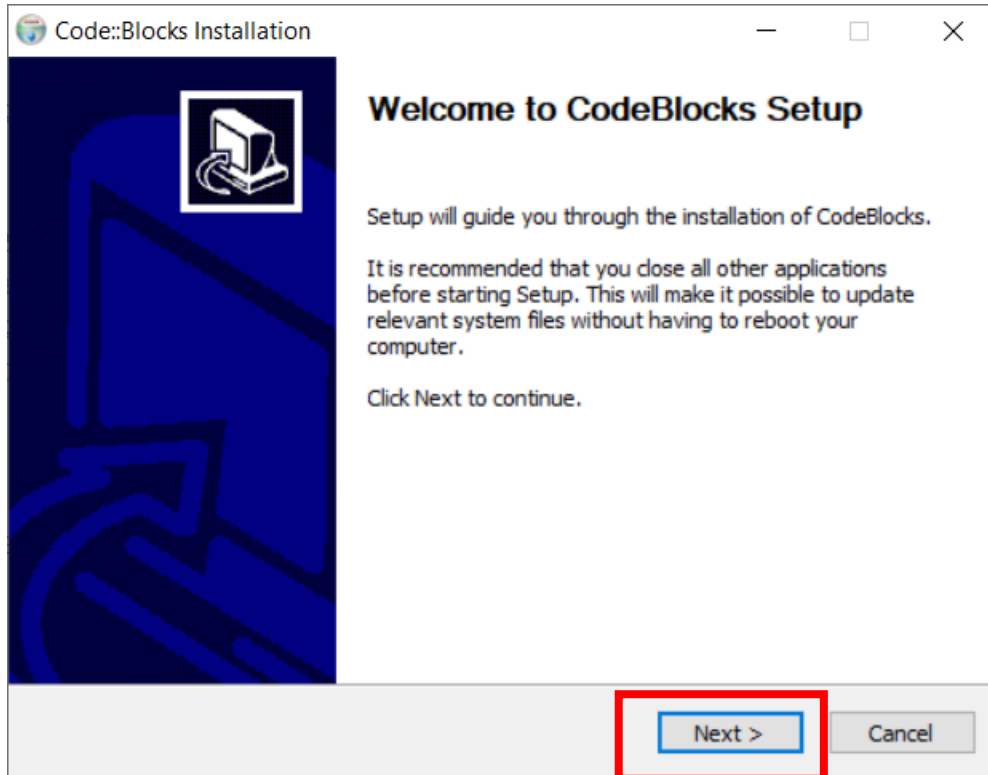 Code::Blocks Installation
Welcome to CodeBlocks Setup
Setup will guide you through the installation of CodeBlocks.
It is recommended that you close all other applications
before starting Setup. This will make it possible to update
relevant system files without having to reboot your
computer.
Click Next to continue.
Next >
Cancel